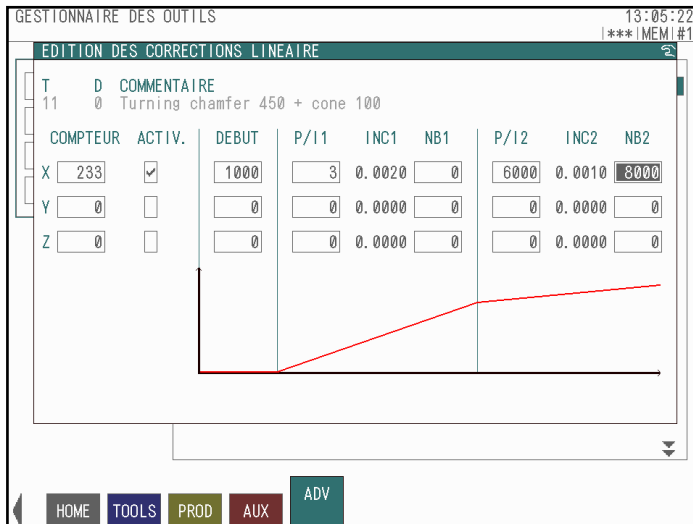 GESTIONNAIRE DES OUTILS 13:05:22
|***|MEM|#1
EDITION DES CORRECTIONS LINEAIRE
T D COMMENTAIRE
11 0 Turning chamfer 450 + cone 100
COMPTEUR ACTIV. DEBUT P/I1 INC1 NB1 P/I2 INC2 NB2
X 233 1000 3 0.0020 0 6000 0.0010 8000
Y 0 0 0 0.0000 0 0 0.0000 0
Z 0 0 0 0.0000 0 0 0.0000 0
HOME TOOLS PROD AUX ADV